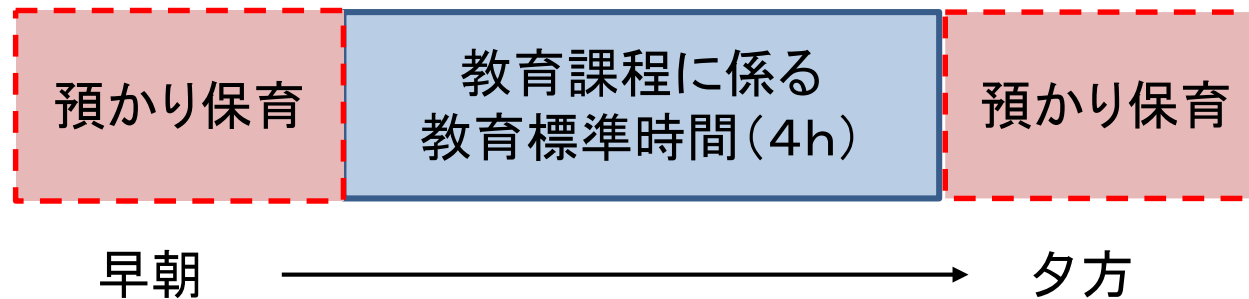 預かり保育
教育課程に係る
教育標準時間(4h)
預かり保育
早朝
夕方